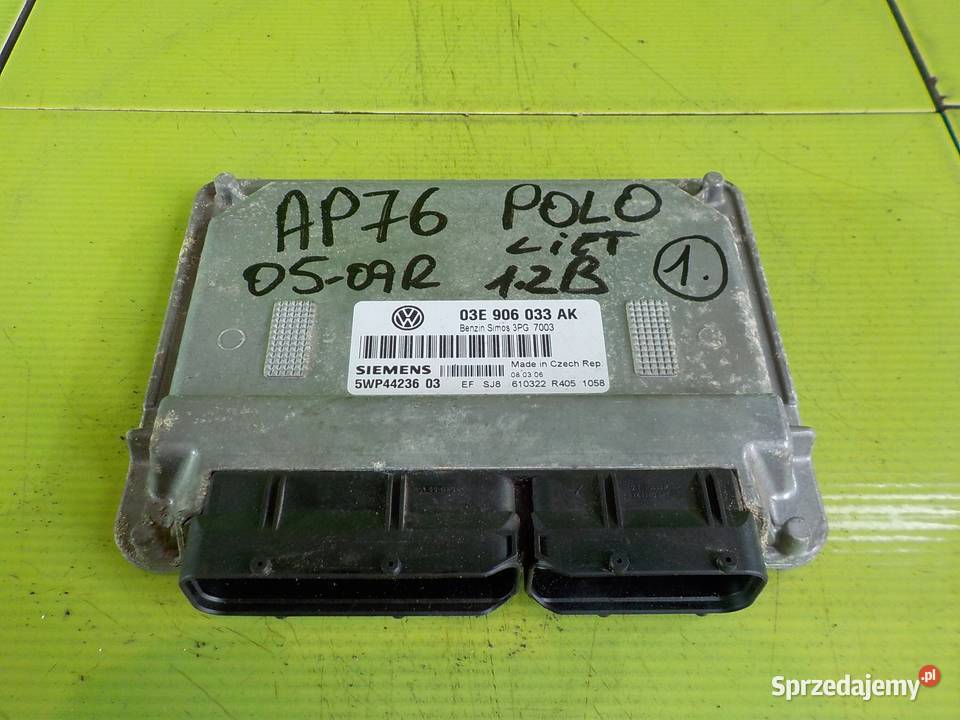 AP76 POLO
LIFT
05-09R 1.2B 1.
03E 906 033 AK
Benzin Simos 3PG 7003
SIEMENS Made in Czech Rep.
08.03.06
5WP44236 03 EF SJ8 610322 R405 1058
Sprzedajemy.pl